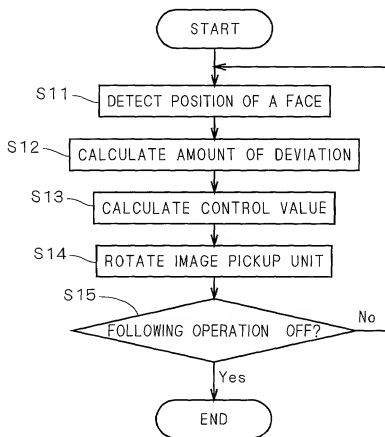 START
S11
DETECT POSITION OF A FACE
S12
CALCULATE AMOUNT OF DEVIATION
S13
CALCULATE CONTROL VALUE
S14
ROTATE IMAGE PICKUP UNIT
S15
FOLLOWING OPERATION OFF?
No
Yes
END